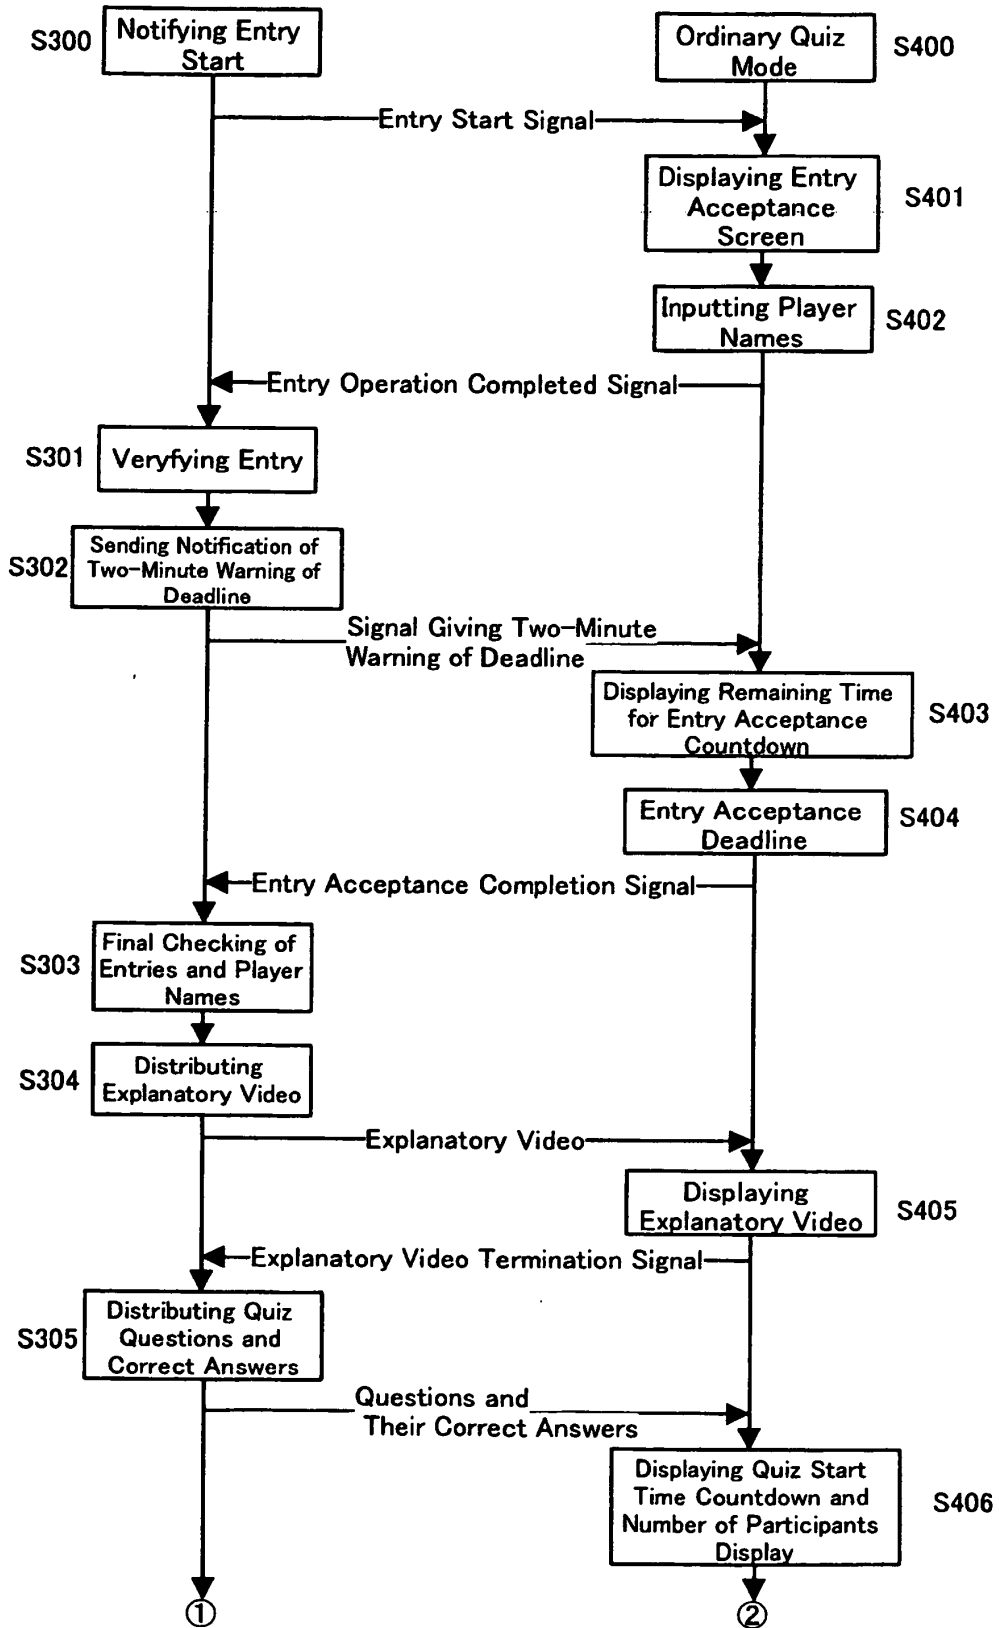 S300
Notifying Entry
Start
Ordinary Quiz
Mode
S400
Entry Start Signal
Displaying Entry
Acceptance
Screen
S401
Inputting Player
Names
S402
Entry Operation Completed Signal
S301
Veryfying Entry
S302
Sending Notification of
Two-Minute Warning of
Deadline
Signal Giving Two-Minute
Warning of Deadline
Displaying Remaining Time
for Entry Acceptance
Countdown
S403
Entry Acceptance
Deadline
S404
Entry Acceptance Completion Signal
S303
Final Checking of
Entries and Player
Names
S304
Distributing
Explanatory Video
Explanatory Video
Displaying
Explanatory Video
S405
Explanatory Video Termination Signal
S305
Distributing Quiz
Questions and
Correct Answers
Questions and
Their Correct Answers
Displaying Quiz Start
Time Countdown and
Number of Participants
Display
S406
①
②